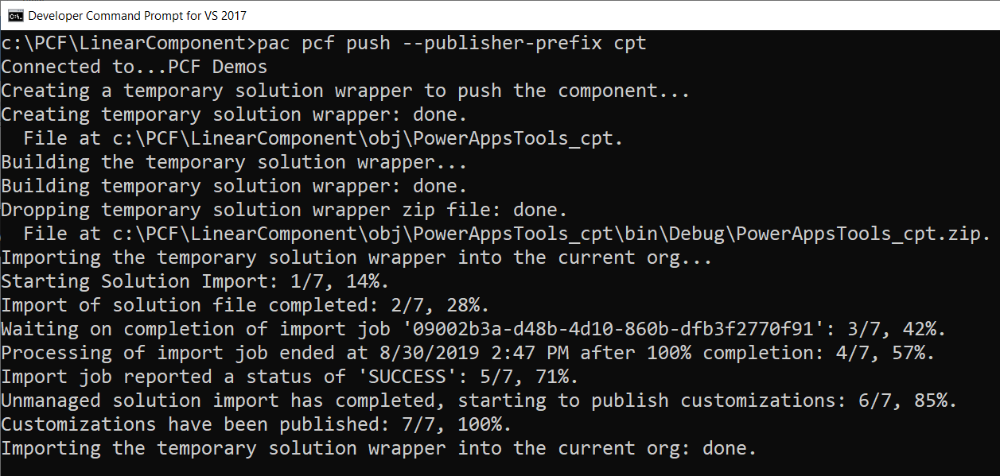 Developer Command Prompt for VS 2017
c:\PCF\LinearComponent>pac pcf push --publisher-prefix cpt
Connected to...PCF Demos
Creating a temporary solution wrapper to push the component...
Creating temporary solution wrapper: done.
  File at c:\PCF\LinearComponent\obj\PowerAppsTools_cpt.
Building the temporary solution wrapper...
Building temporary solution wrapper: done.
Dropping temporary solution wrapper zip file: done.
  File at c:\PCF\LinearComponent\obj\PowerAppsTools_cpt\bin\Debug\PowerAppsTools_cpt.zip.
Importing the temporary solution wrapper into the current org...
Starting Solution Import: 1/7, 14%.
Import of solution file completed: 2/7, 28%.
Waiting on completion of import job '09002b3a-d48b-4d10-860b-dfb3f2770f91': 3/7, 42%.
Processing of import job ended at 8/30/2019 2:47 PM after 100% completion: 4/7, 57%.
Import job reported a status of 'SUCCESS': 5/7, 71%.
Unmanaged solution import has completed, starting to publish customizations: 6/7, 85%.
Customizations have been published: 7/7, 100%.
Importing the temporary solution wrapper into the current org: done.